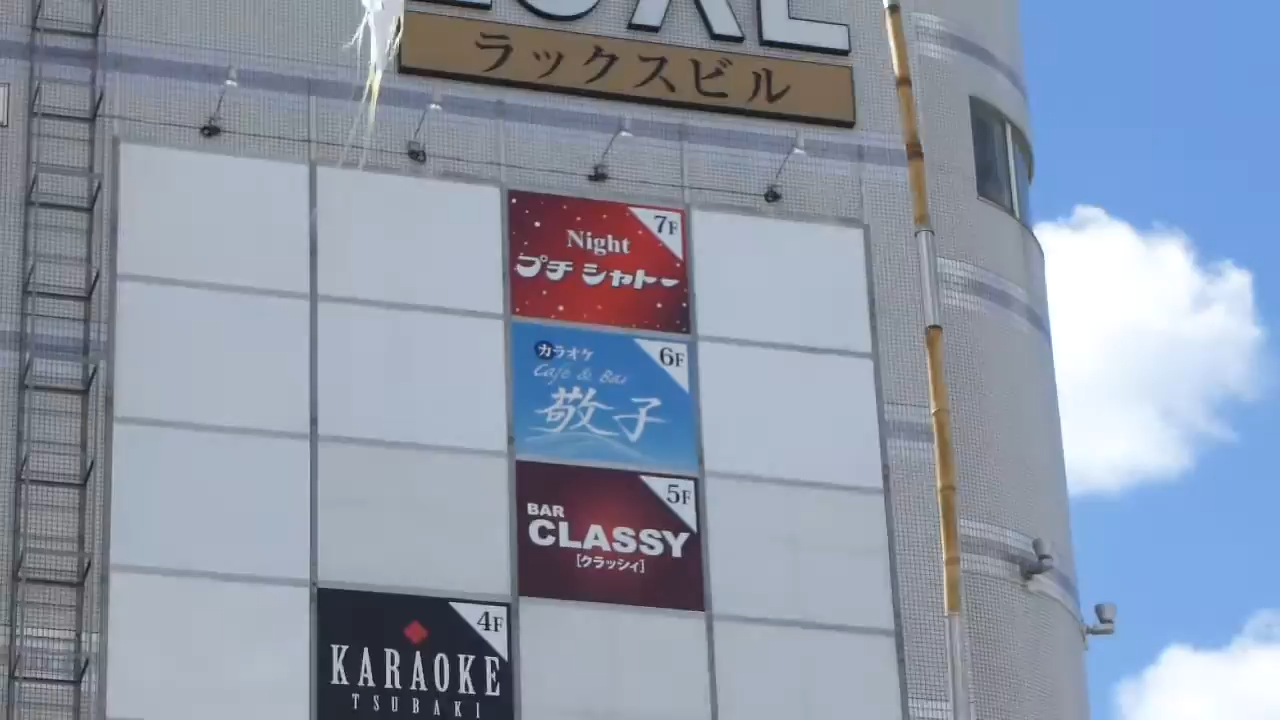 ラックスビル
7F
Night
プチ シャトー
6F
カラオケ
Cafe & Bar
敬子
5F
BAR
CLASSY
[クラッシィ]
4F
KARAOKE
TSUBAKI